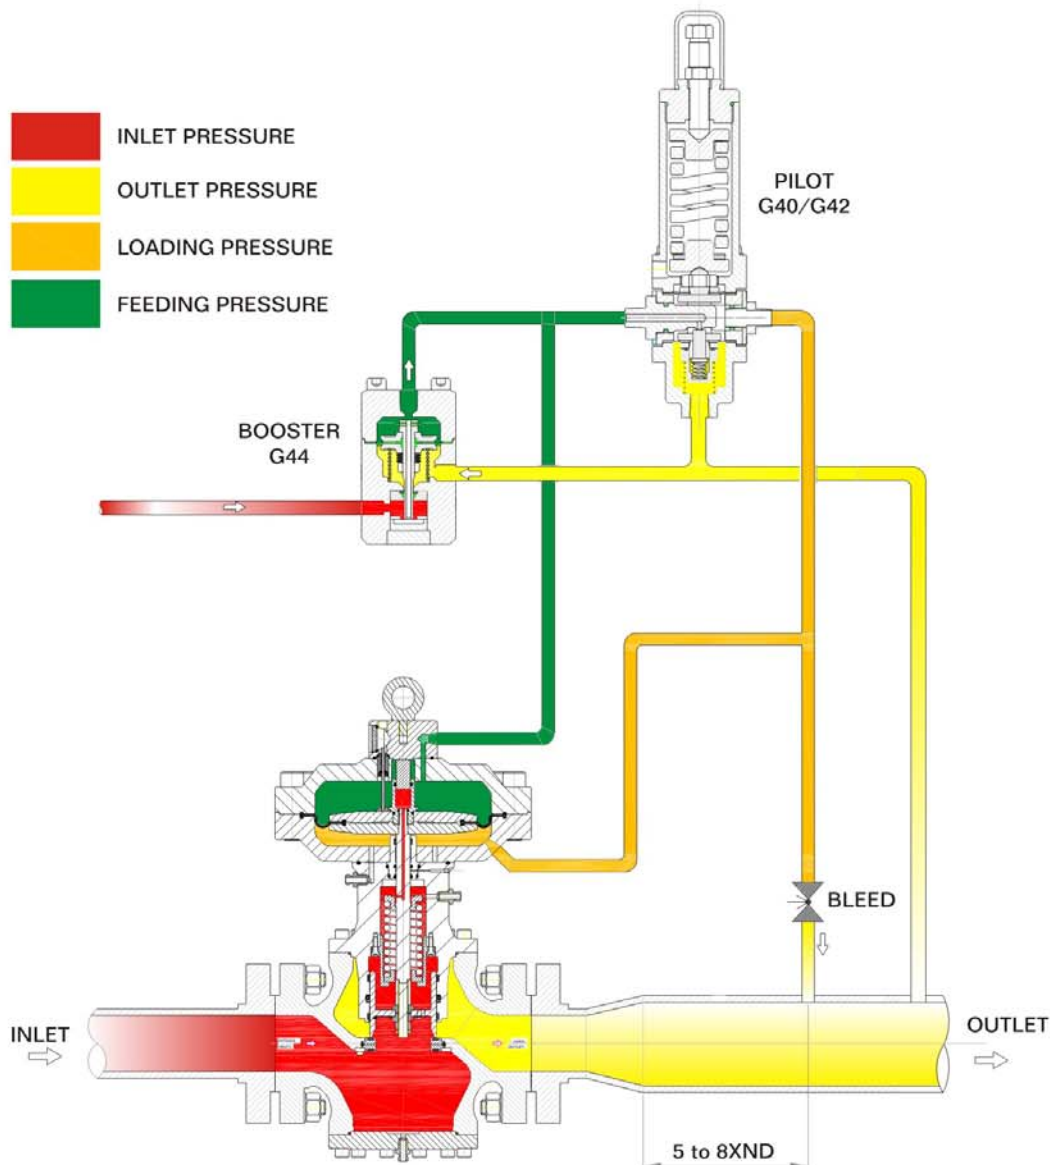 INLET PRESSURE
OUTLET PRESSURE
LOADING PRESSURE
FEEDING PRESSURE
PILOT
G40/G42
BOOSTER
G44
BLEED
INLET
OUTLET
5 to 8XND